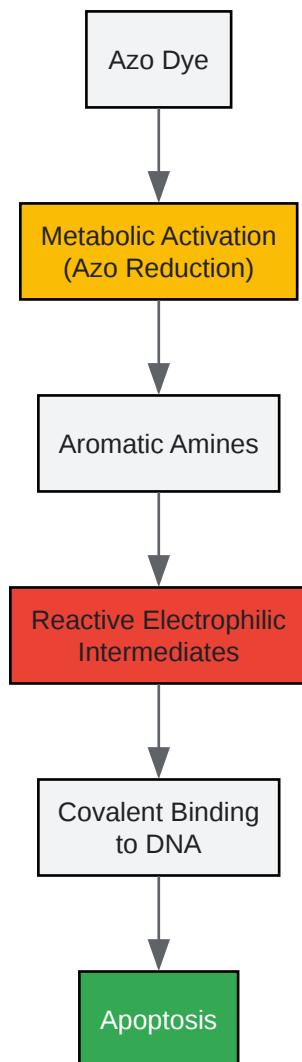 Azo Dye
Metabolic Activation
(Azo Reduction)
Aromatic Amines
Reactive Electrophilic
Intermediates
Covalent Binding
to DNA
Apoptosis